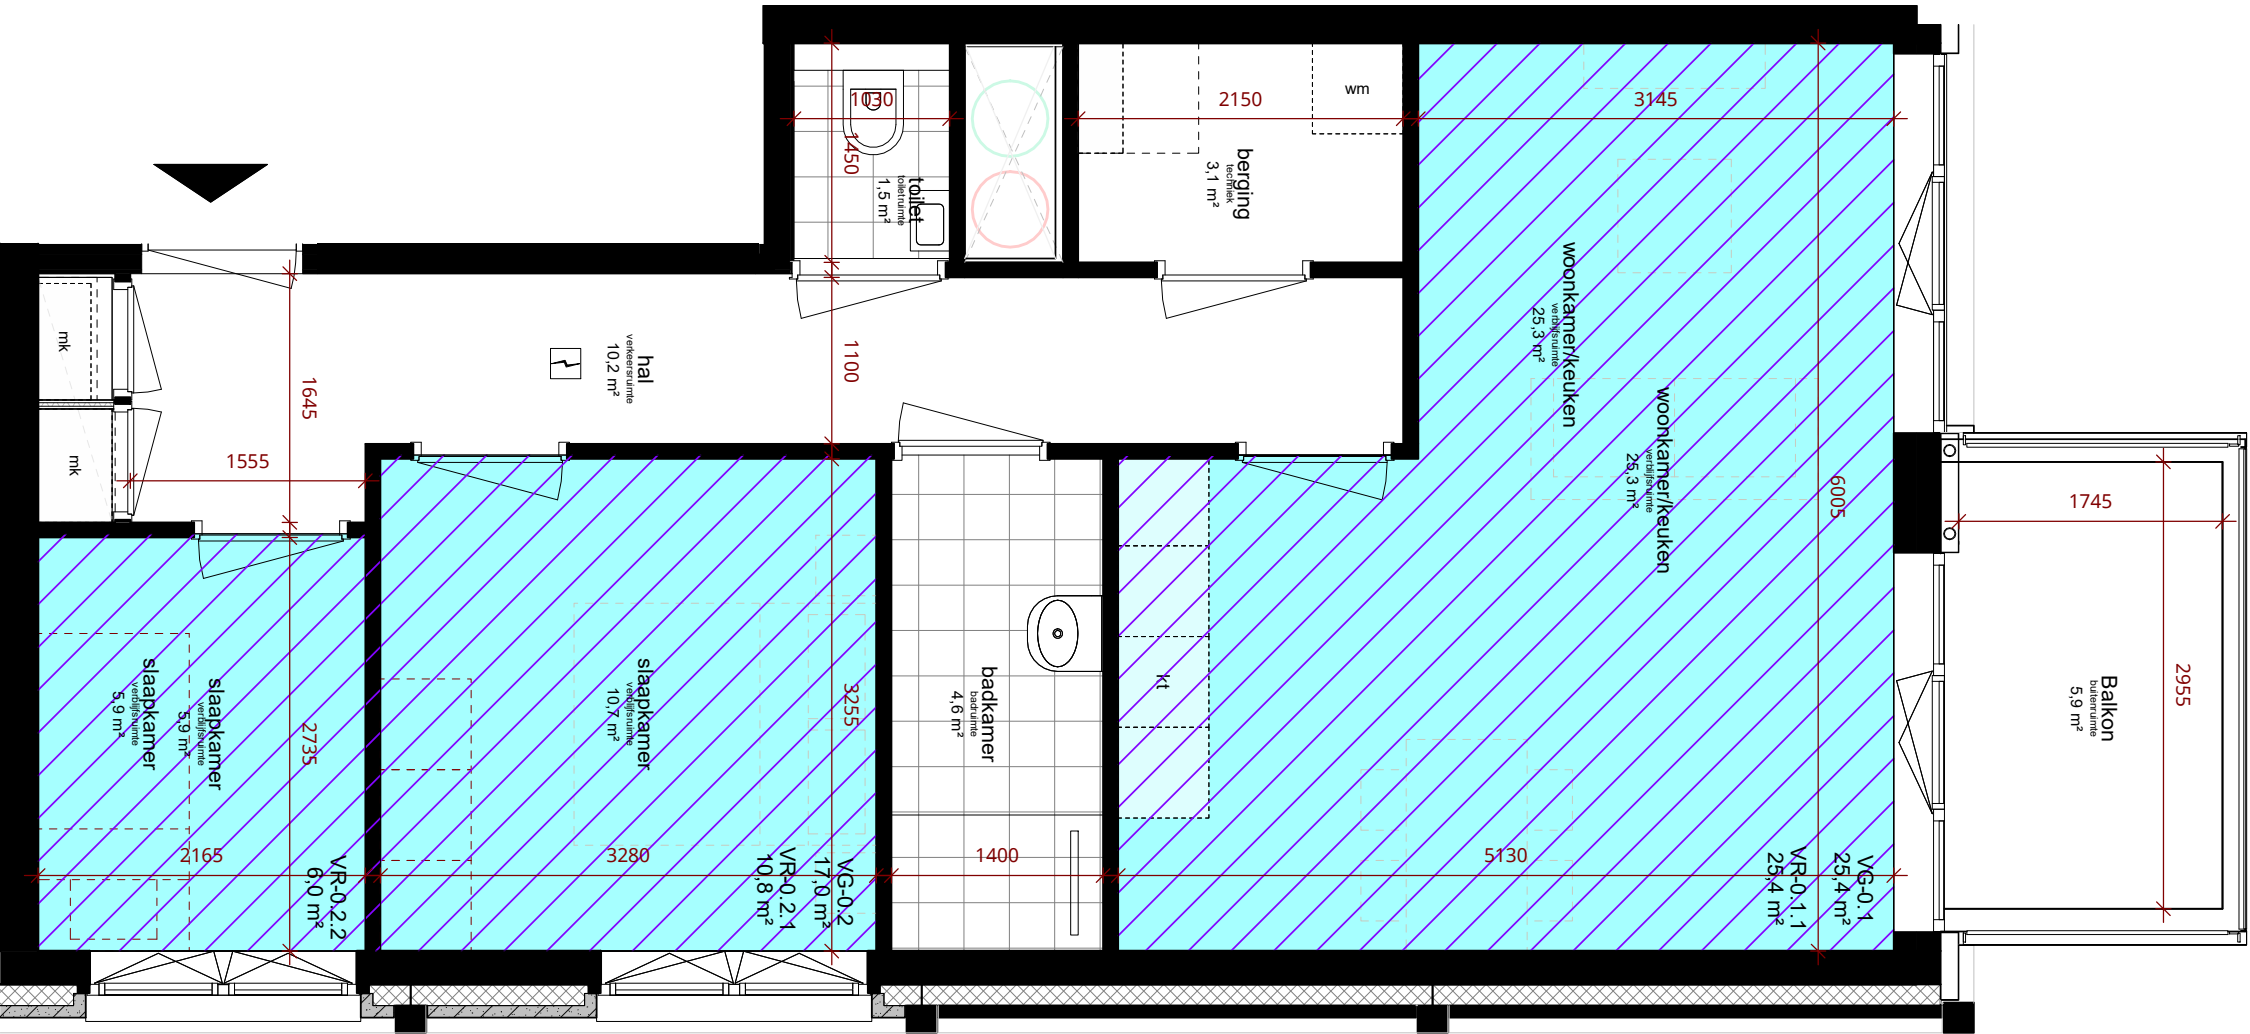 1030
1450
toilet
toiletruimte
1,5 m²
2150
wm
berging
techniek
3,1 m²
3145
woonkamer/keuken
verblijfsruimte
25,3 m²
woonkamer/keuken
verblijfsruimte
25,3 m²
6005
mk
mk
1645
1555
hal
verkeersruimte
10,2 m²
1100
1745
2955
Balkon
buitenruimte
5,9 m²
slaapkamer
verblijfsruimte
5,9 m²
slaapkamer
verblijfsruimte
5,9 m²
2735
2165
VR-0.2.2
6,0 m²
slaapkamer
verblijfsruimte
10,7 m²
3255
3280
VG-0.2
17,0 m²
VR-0.2.1
10,8 m²
badkamer
badruimte
4,6 m²
1400
kt
5130
VG-0.1
25,4 m²
VR-0.1.1
25,4 m²